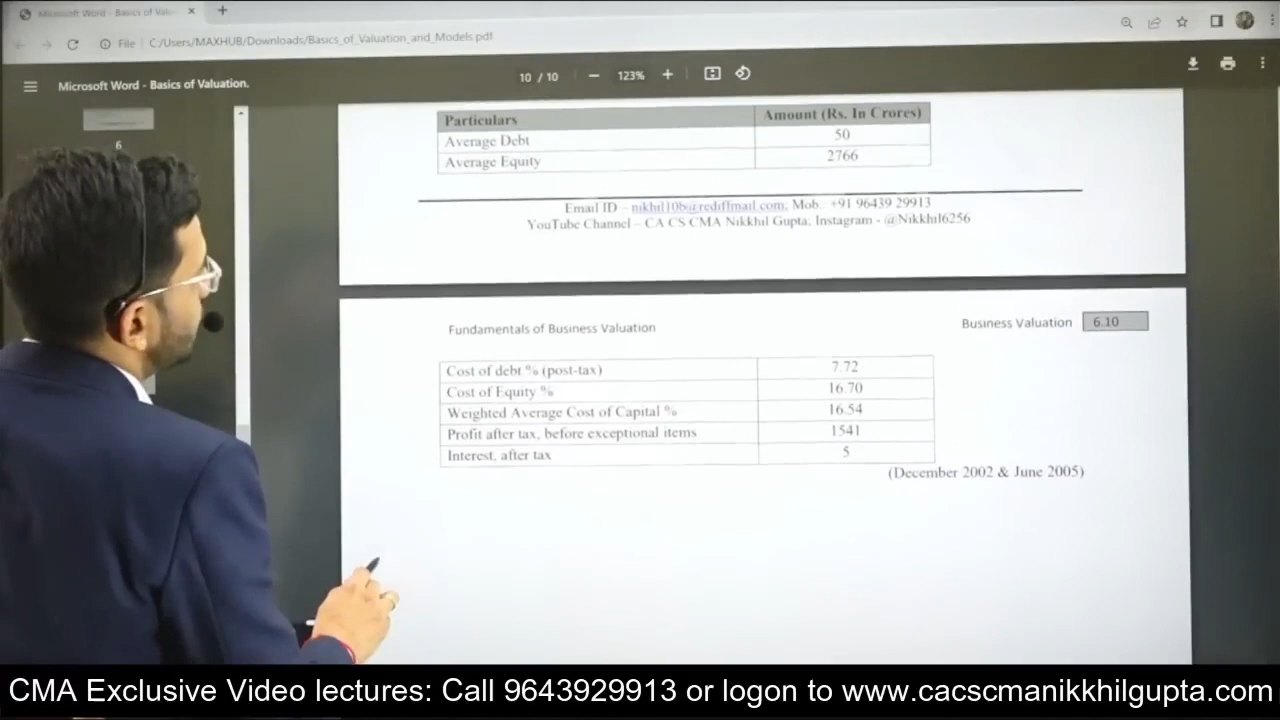 Microsoft Word - Basics of Valu
File | C:/Users/MAXHUB/Downloads/Basics_of_Valuation_and_Models.pdf
Microsoft Word - Basics of Valuation.
10 / 10
123%
6
Particulars Amount (Rs. In Crores)
Average Debt 50
Average Equity 2766
Email ID – nikhil10b@rediffmail.com; Mob.. +91 96439 29913
YouTube Channel – CA CS CMA Nikkhil Gupta; Instagram - @Nikkhil6256
Fundamentals of Business Valuation
Business Valuation 6.10
Cost of debt % (post-tax) 7.72
Cost of Equity % 16.70
Weighted Average Cost of Capital % 16.54
Profit after tax, before exceptional items 1541
Interest, after tax 5
(December 2002 & June 2005)
CMA Exclusive Video lectures: Call 9643929913 or logon to www.cacscmanikkhilgupta.com